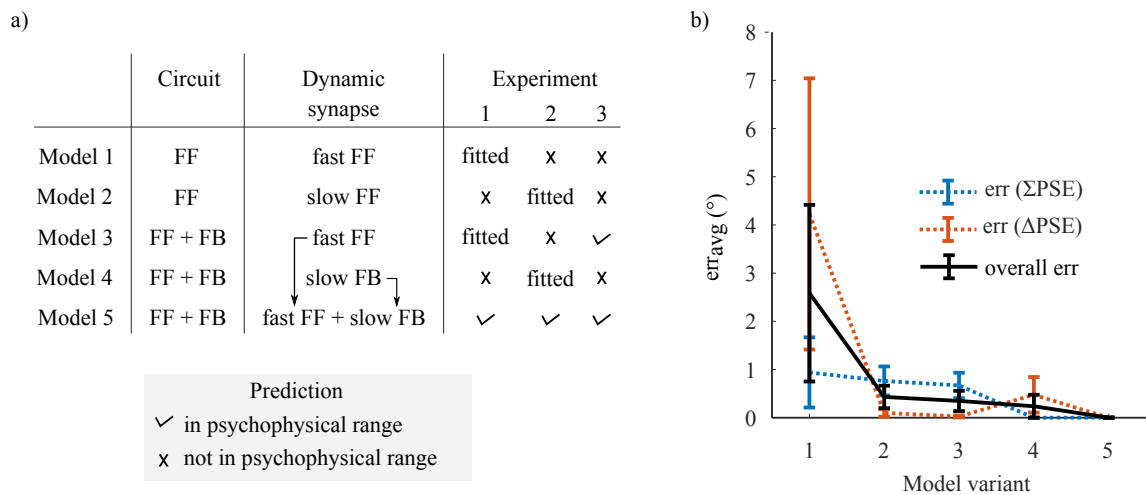 a)
Circuit Dynamic synapse Experiment
1 2 3
Model 1 FF fast FF fitted x x
Model 2 FF slow FF x fitted x
Model 3 FF + FB fast FF fitted x ✓
Model 4 FF + FB slow FB x fitted x
Model 5 FF + FB fast FF + slow FB ✓ ✓ ✓
Prediction
✓ in psychophysical range
x not in psychophysical range
b)
8
7
6
5
4
3
2
1
0
err_avg (°)
err (ΣPSE)
err (ΔPSE)
overall err
1 2 3 4 5
Model variant